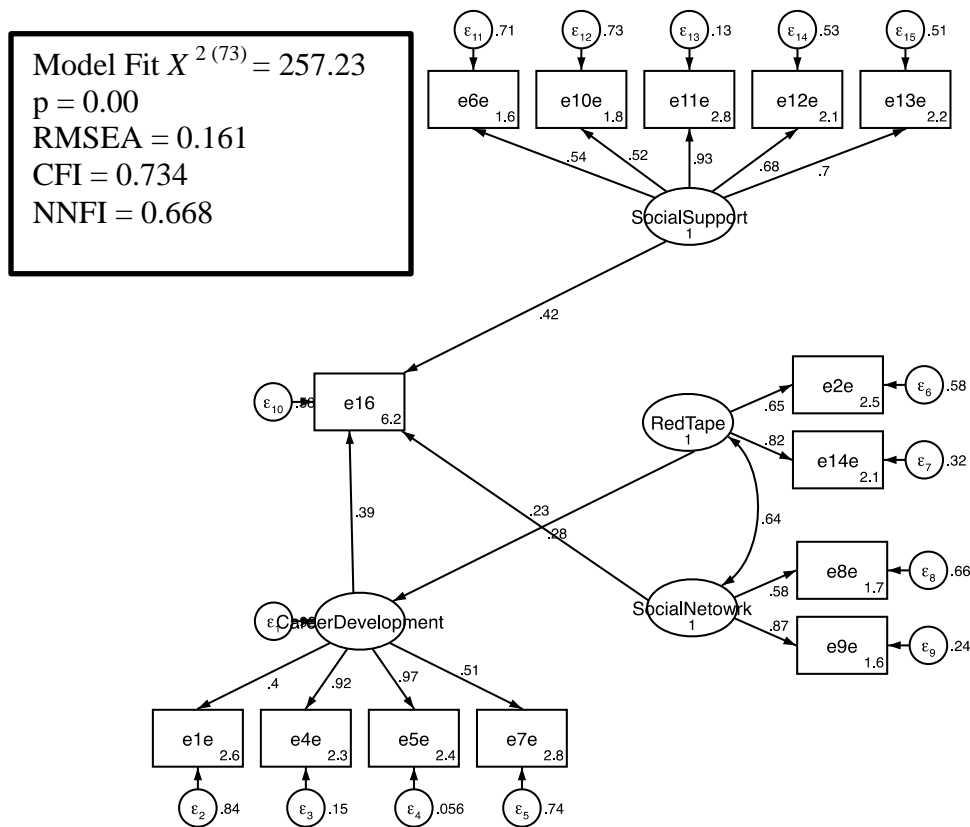 Model Fit X 2 (73) = 257.23
p = 0.00
RMSEA = 0.161
CFI = 0.734
NNFI = 0.668
ε11 .71
ε12 .73
ε13 .13
ε14 .53
ε15 .51
e6e 1.6
e10e 1.8
e11e 2.8
e12e 2.1
e13e 2.2
.54
.52
.93
.68
.7
SocialSupport
1
.42
ε10
e16
6.2
RedTape
1
.65
.82
e2e 2.5
ε6 .58
e14e 2.1
ε7 .32
.39
.23
.28
.64
SocialNetowrk
1
.58
.87
e8e 1.7
ε8 .66
e9e 1.6
ε9 .24
ε1
CareerDevelopment
.4
.92
.97
.51
e1e 2.6
e4e 2.3
e5e 2.4
e7e 2.8
ε2 .84
ε3 .15
ε4 .056
ε5 .74